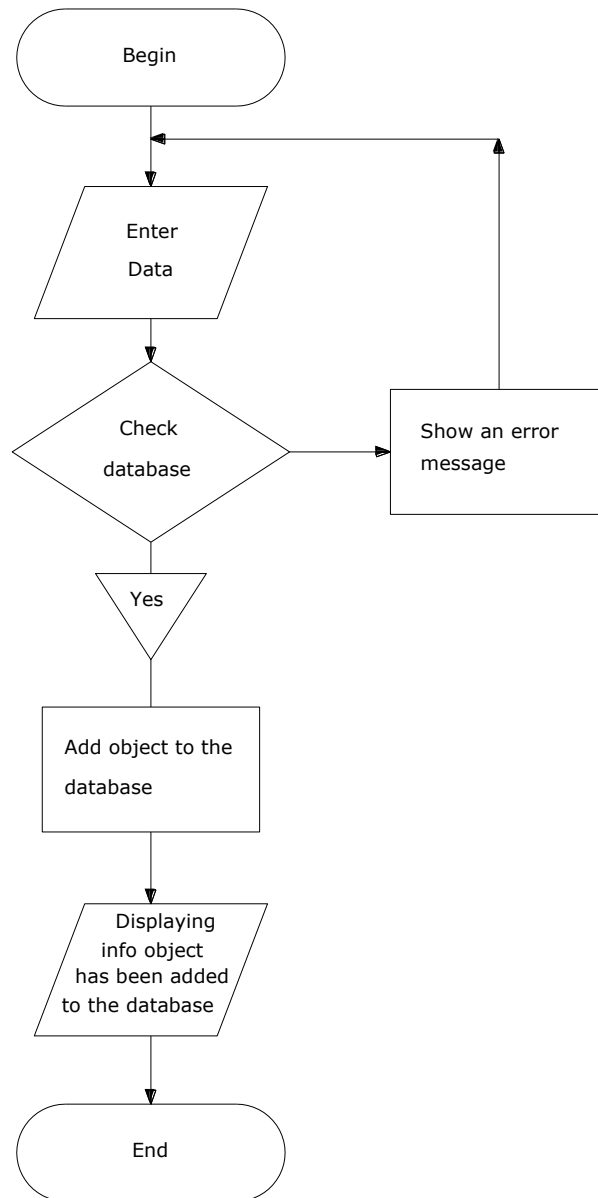 Begin
Enter
Data
Check
database
Show an error
message
Yes
Add object to the
database
Displaying
info object
has been added
to the database
End